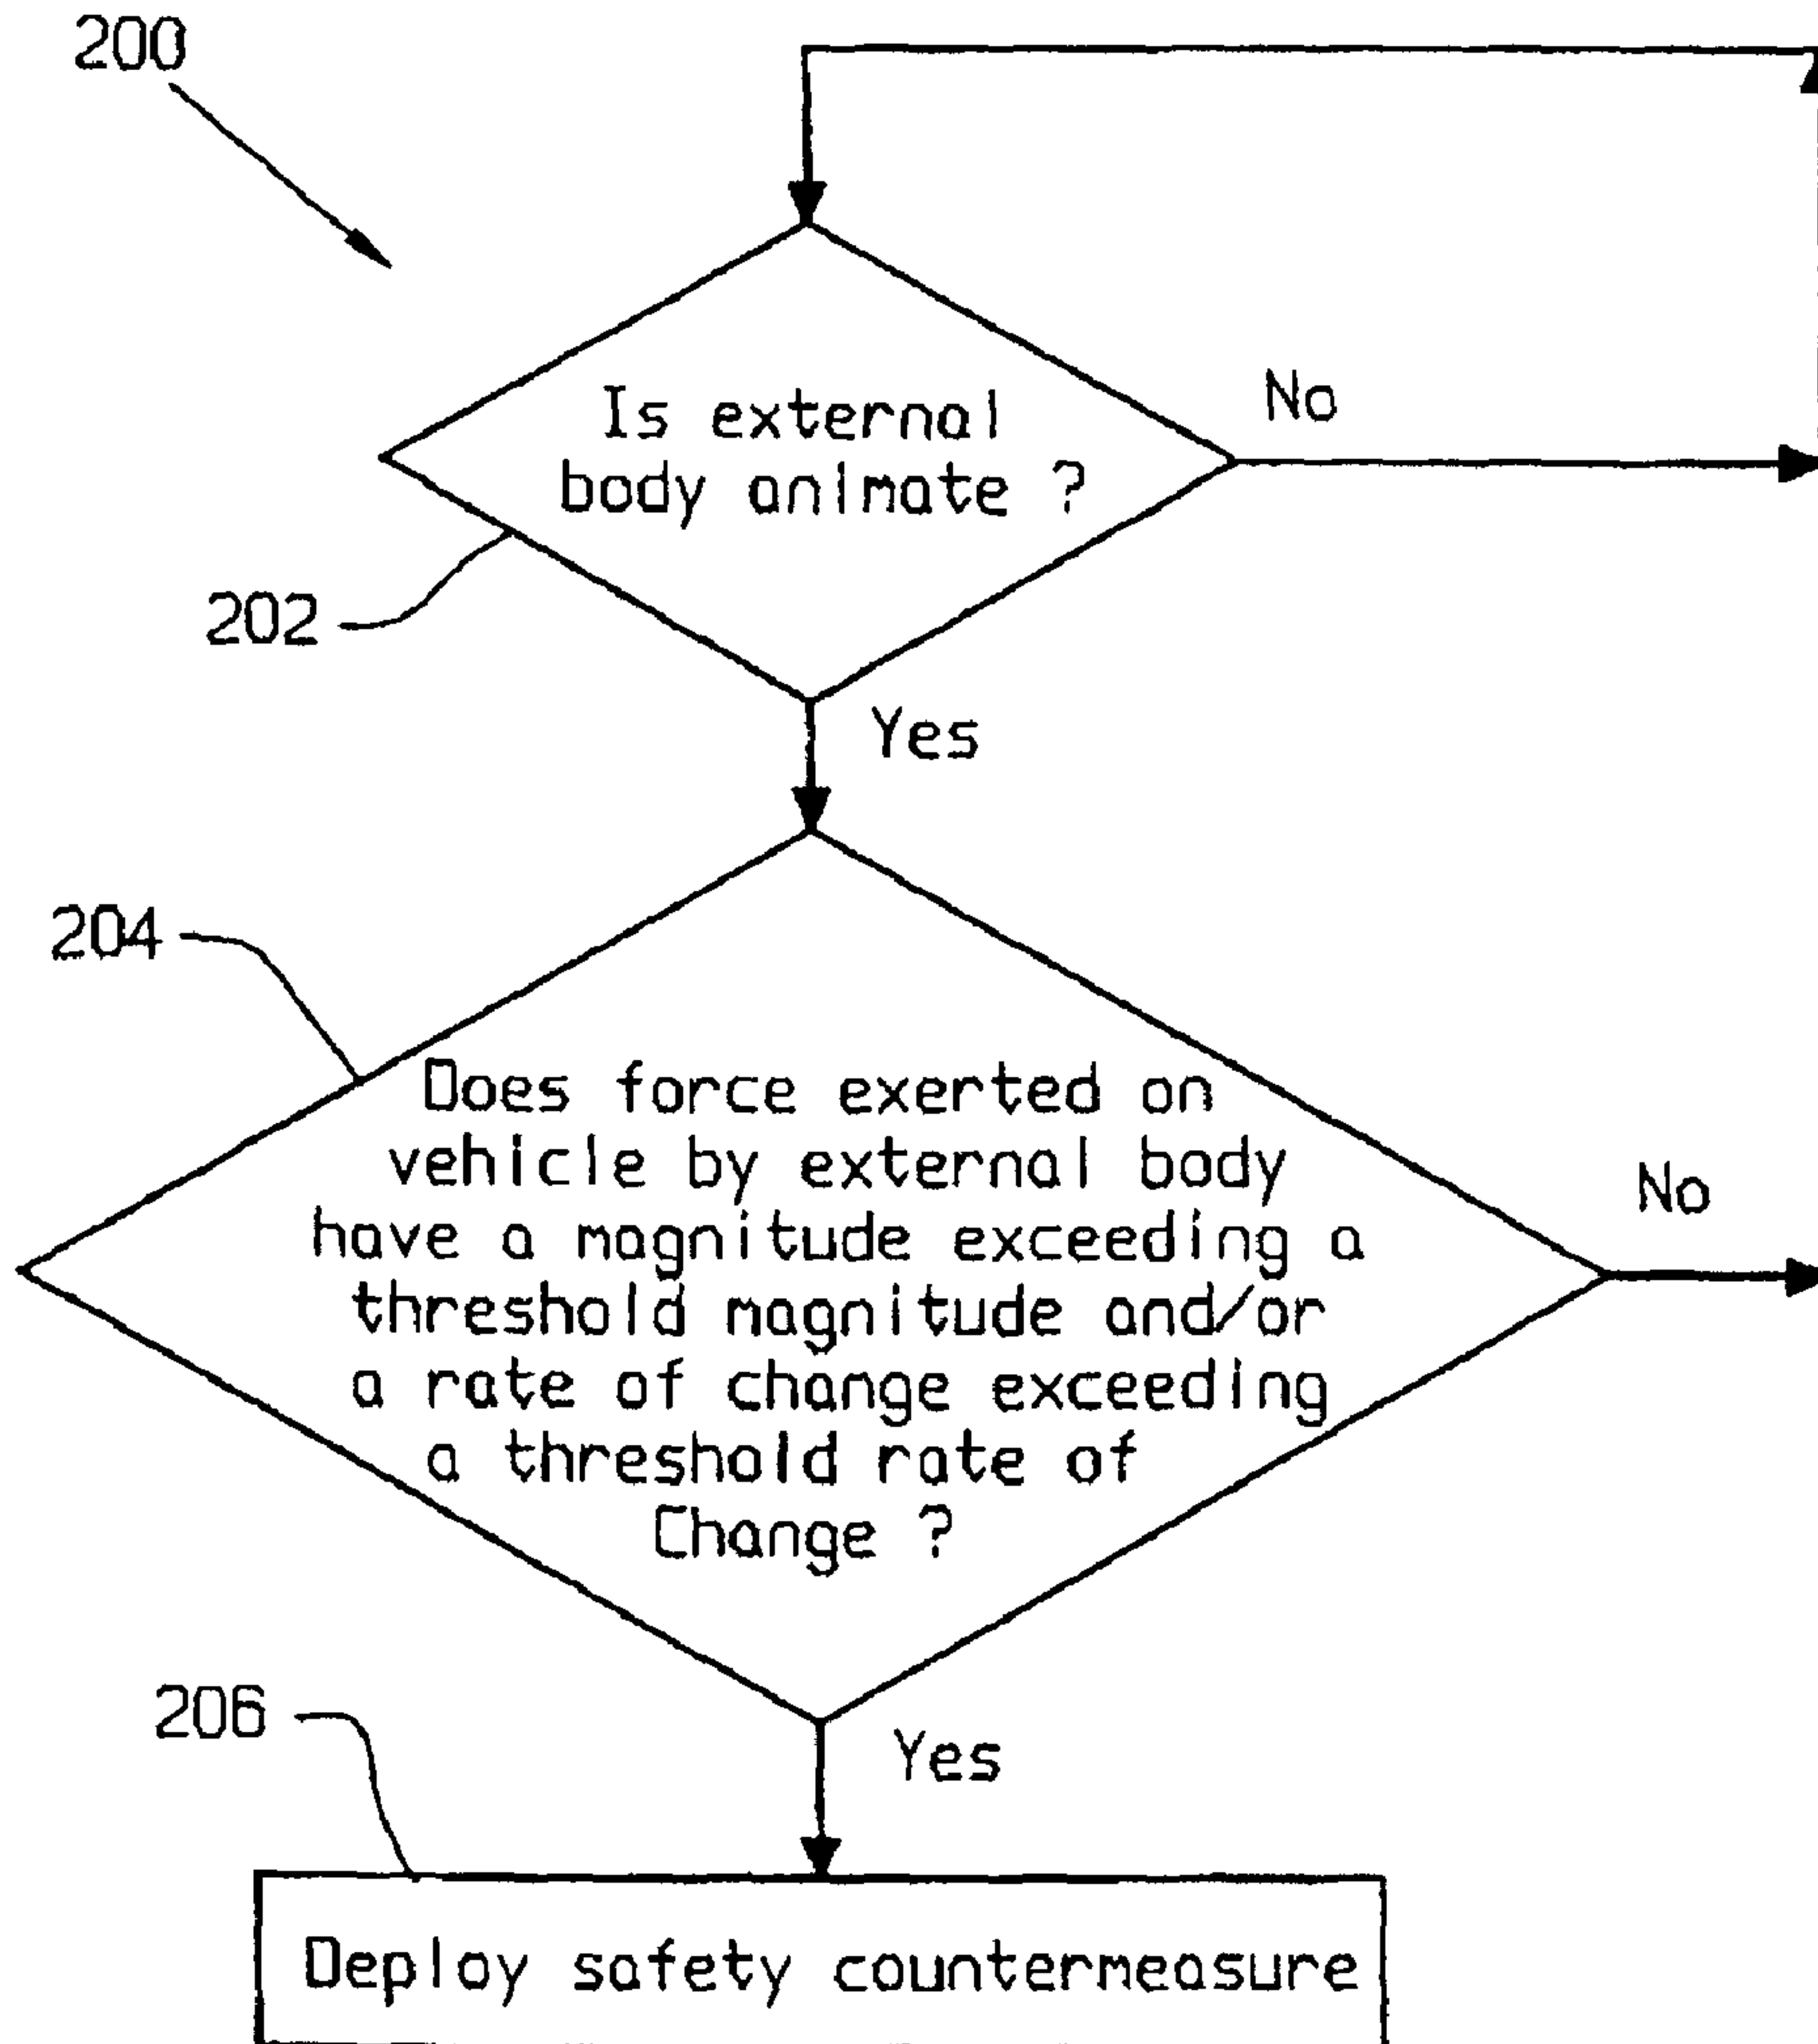 200
Is external
body animate ?
No
202
Yes
204
Does force exerted on
vehicle by external body
have a magnitude exceeding a
threshold magnitude and/or
a rate of change exceeding
a threshold rate of
Change ?
No
206
Yes
Deploy safety countermeasure